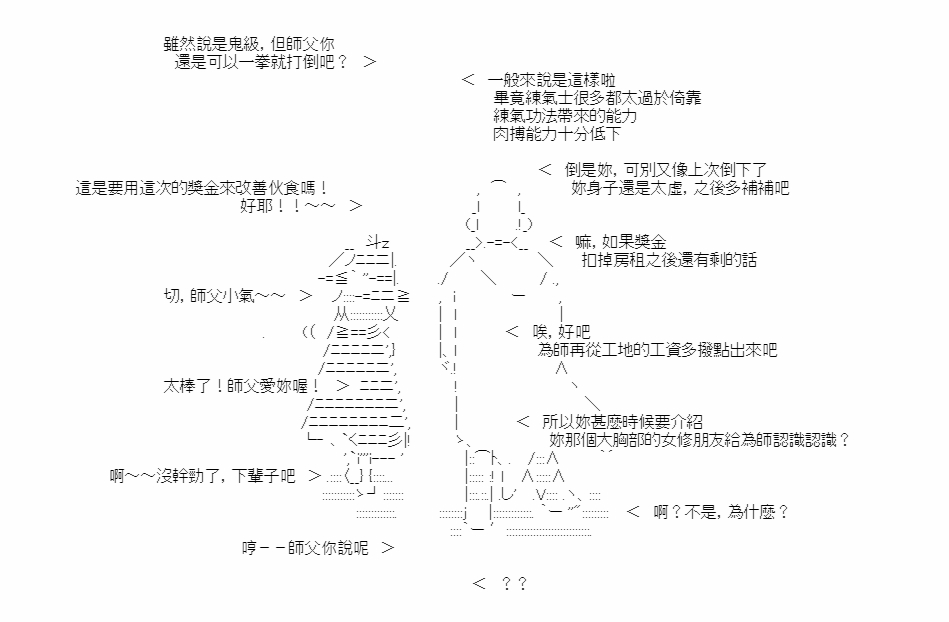 雖然說是鬼級，但師父你
還是可以一拳就打倒吧？ ＞
＜ 一般來說是這樣啦
畢竟練氣士很多都太過於倚靠
練氣功法帶來的能力
肉搏能力十分低下
＜ 倒是妳，可別又像上次倒下了
妳身子還是太虛，之後多補補吧
這是要用這次的獎金來改善伙食嗎！
好耶！！～～ ＞
＜ 嘛，如果獎金
扣掉房租之後還有剩的話
切，師父小氣～～ ＞
＜ 唉，好吧
為師再從工地的工資多撥點出來吧
太棒了！師父愛妳喔！ ＞
＜ 所以妳甚麼時候要介紹
妳那個大胸部的女修朋友給為師認識認識？
啊～～沒幹勁了，下輩子吧 ＞
＜ 啊？不是，為什麼？
哼－－師父你說呢 ＞
＜ ？？